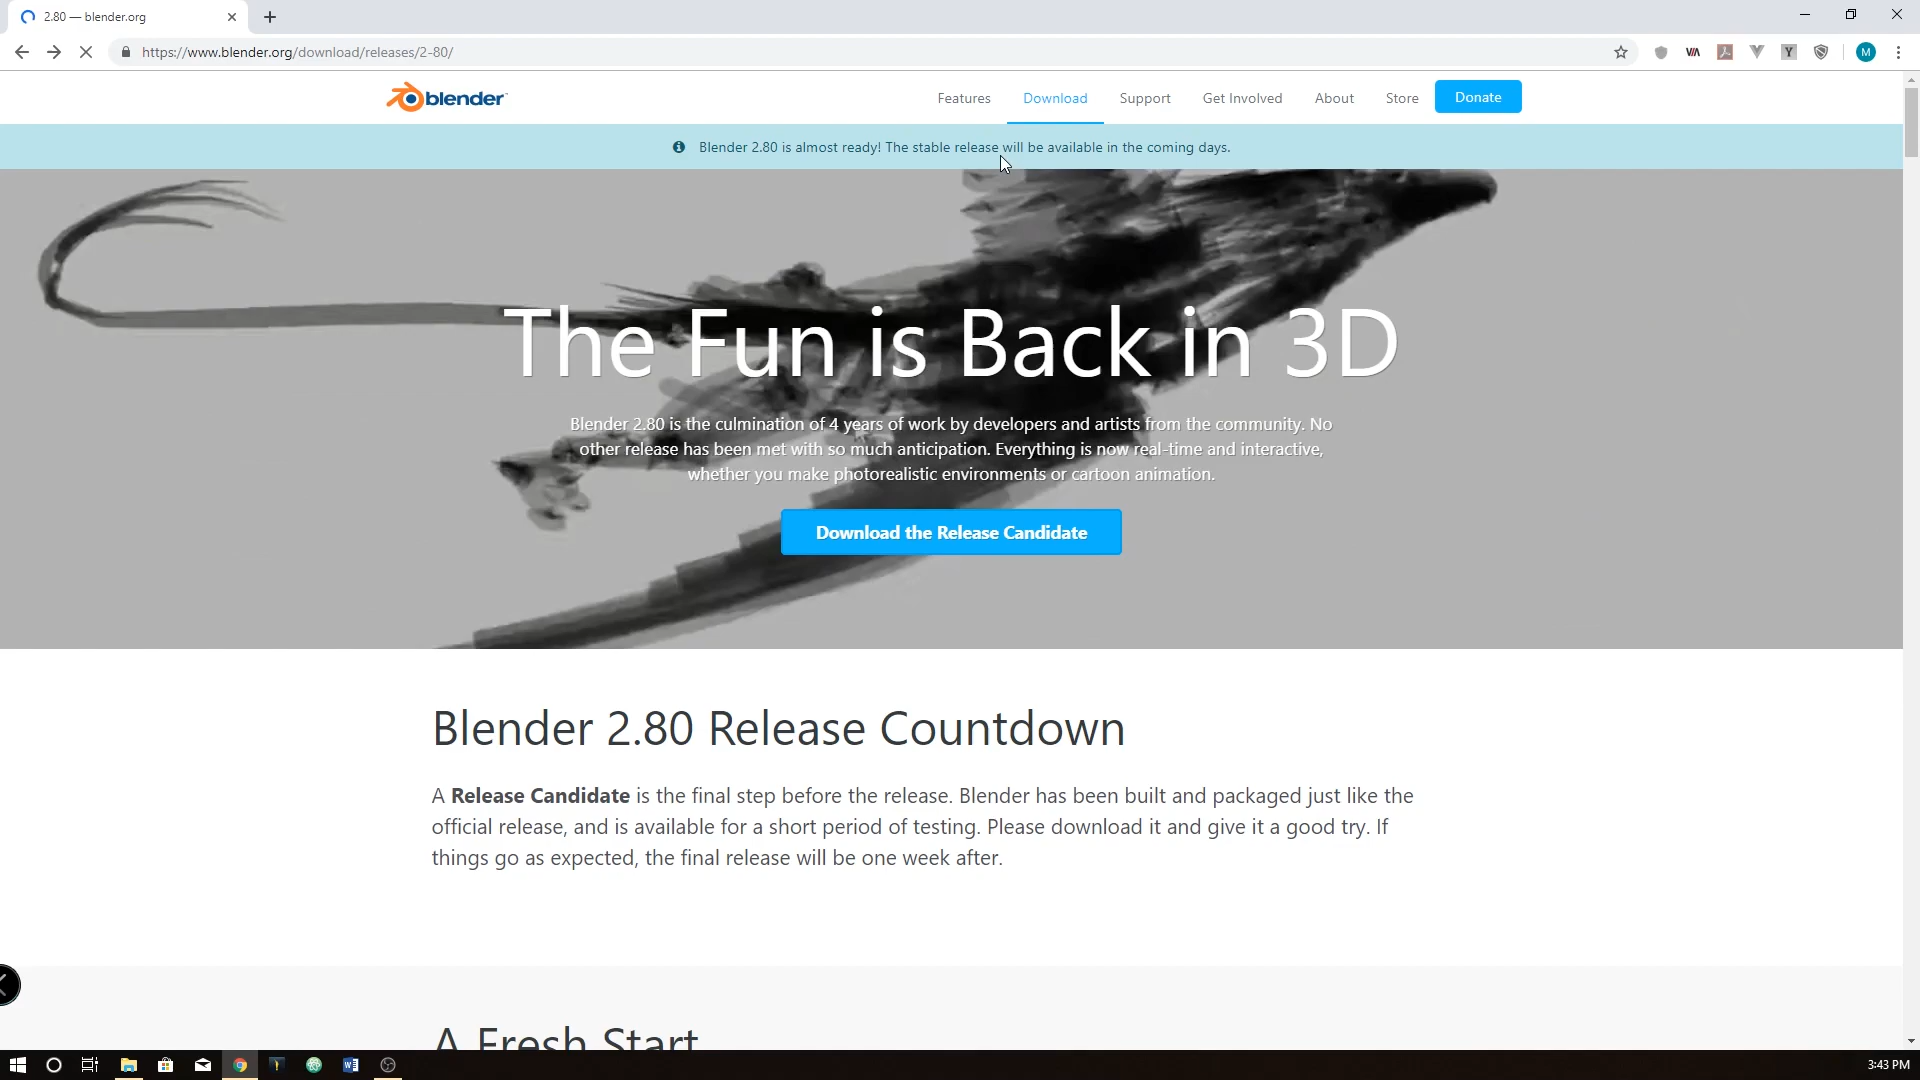 2.80 — blender.org
https://www.blender.org/download/releases/2-80/
VIA
Y
M
blender
Features
Download
Support
Get Involved
About
Store
Donate
Blender 2.80 is almost ready! The stable release will be available in the coming days.
The Fun is Back in 3D
Blender 2.80 is the culmination of 4 years of work by developers and artists from the community. No
other release has been met with so much anticipation. Everything is now real-time and interactive,
whether you make photorealistic environments or cartoon animation.
Download the Release Candidate
Blender 2.80 Release Countdown
A Release Candidate is the final step before the release. Blender has been built and packaged just like the
official release, and is available for a short period of testing. Please download it and give it a good try. If
things go as expected, the final release will be one week after.
A Fresh Start
3:43 PM